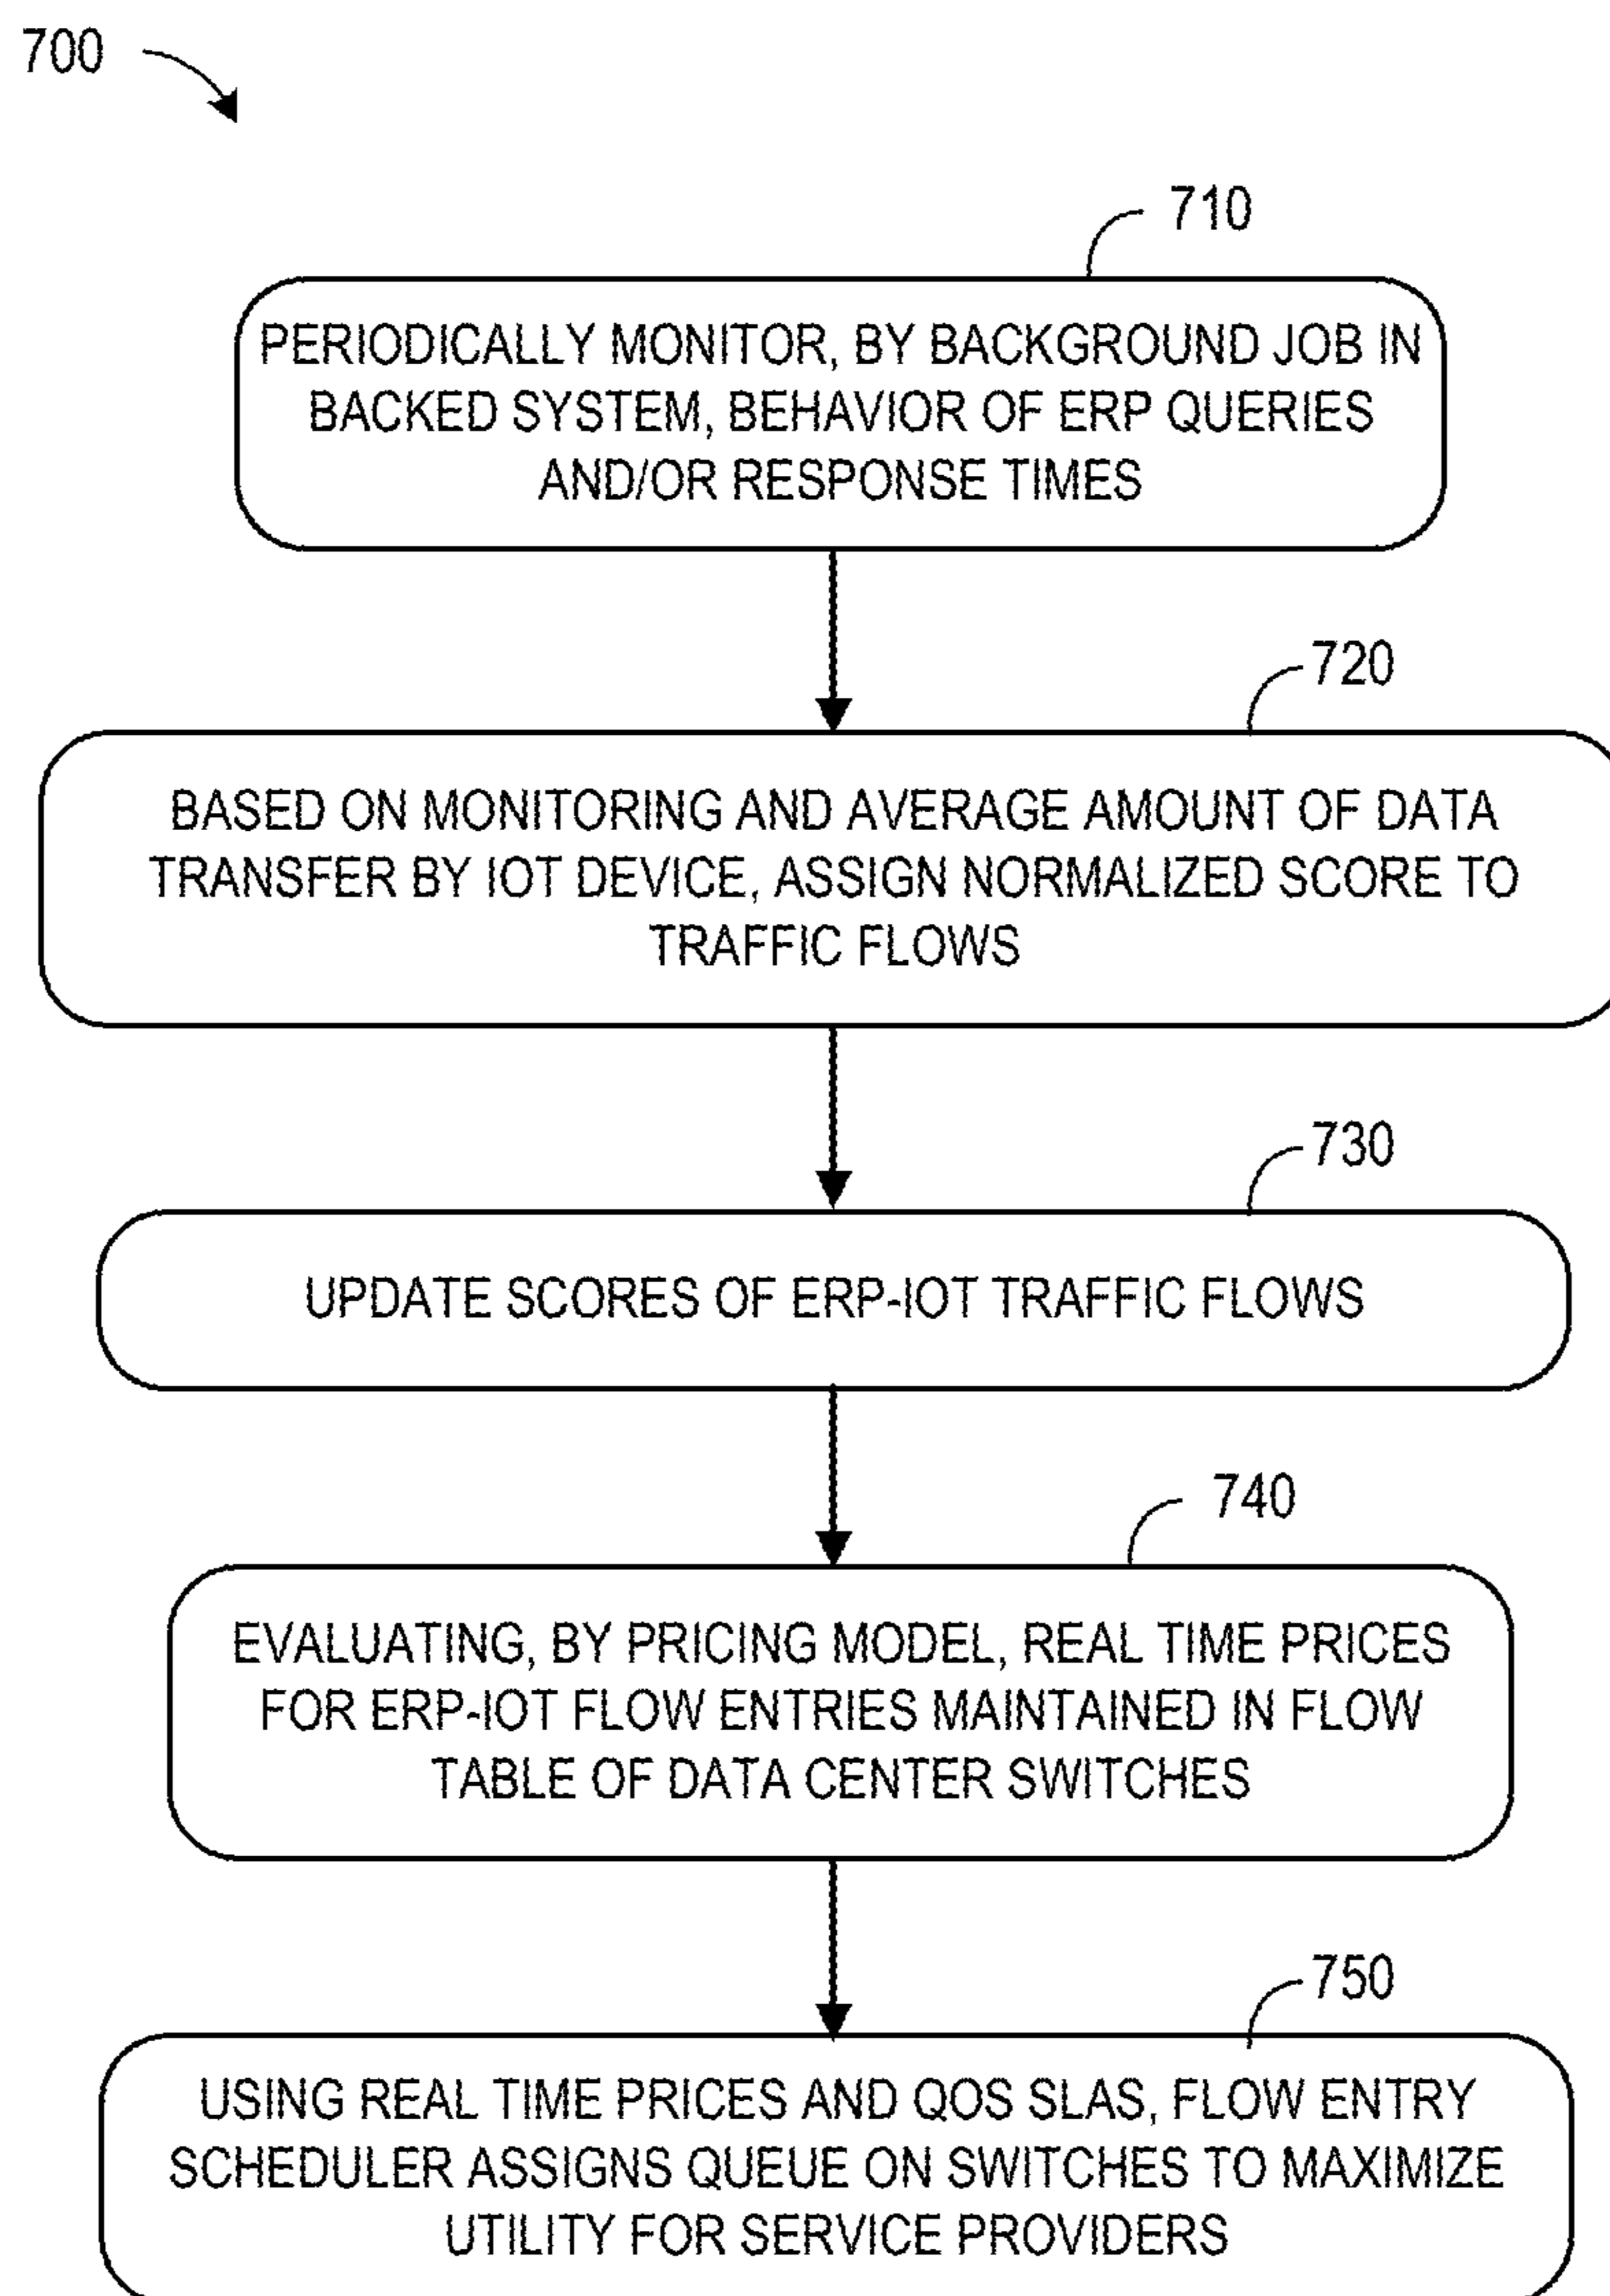 700
710
PERIODICALLY MONITOR, BY BACKGROUND JOB IN
BACKED SYSTEM, BEHAVIOR OF ERP QUERIES
AND/OR RESPONSE TIMES
720
BASED ON MONITORING AND AVERAGE AMOUNT OF DATA
TRANSFER BY IOT DEVICE, ASSIGN NORMALIZED SCORE TO
TRAFFIC FLOWS
730
UPDATE SCORES OF ERP-IOT TRAFFIC FLOWS
740
EVALUATING, BY PRICING MODEL, REAL TIME PRICES
FOR ERP-IOT FLOW ENTRIES MAINTAINED IN FLOW
TABLE OF DATA CENTER SWITCHES
750
USING REAL TIME PRICES AND QOS SLAS, FLOW ENTRY
SCHEDULER ASSIGNS QUEUE ON SWITCHES TO MAXIMIZE
UTILITY FOR SERVICE PROVIDERS